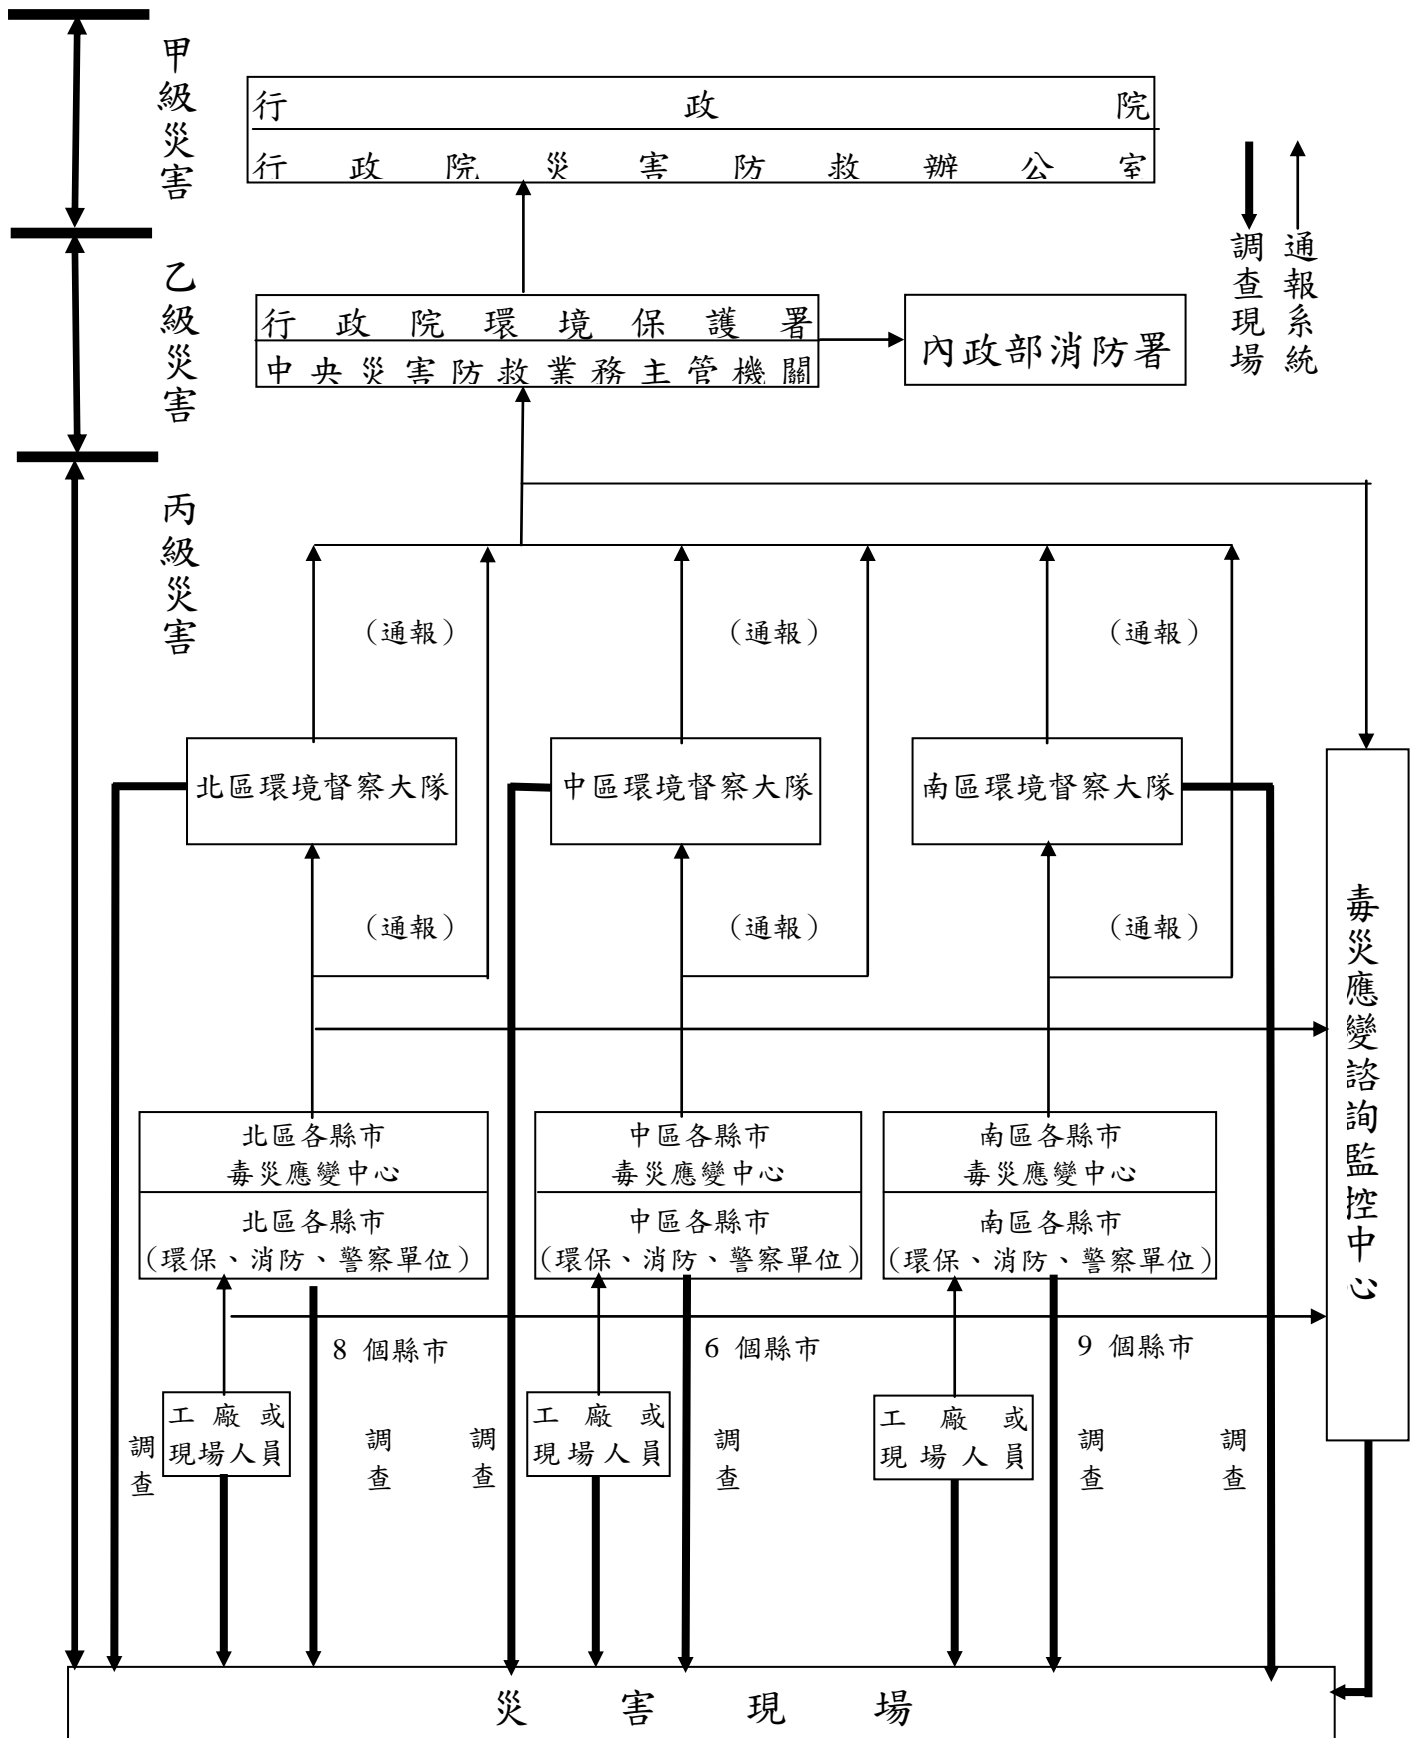 甲級災害
行政院
行政院災害防救辦公室
調查現場
通報系統
乙級災害
行政院環境保護署
中央災害防救業務主管機關
內政部消防署
丙級災害
（通報）
（通報）
（通報）
北區環境督察大隊
中區環境督察大隊
南區環境督察大隊
毒災應變諮詢監控中心
（通報）
（通報）
（通報）
北區各縣市
毒災應變中心
北區各縣市
（環保、消防、警察單位）
中區各縣市
毒災應變中心
中區各縣市
（環保、消防、警察單位）
南區各縣市
毒災應變中心
南區各縣市
（環保、消防、警察單位）
8 個縣市
6 個縣市
9 個縣市
調查
工廠或
現場人員
調查
調查
工廠或
現場人員
調查
工廠或
現場人員
調查
調查
災害現場